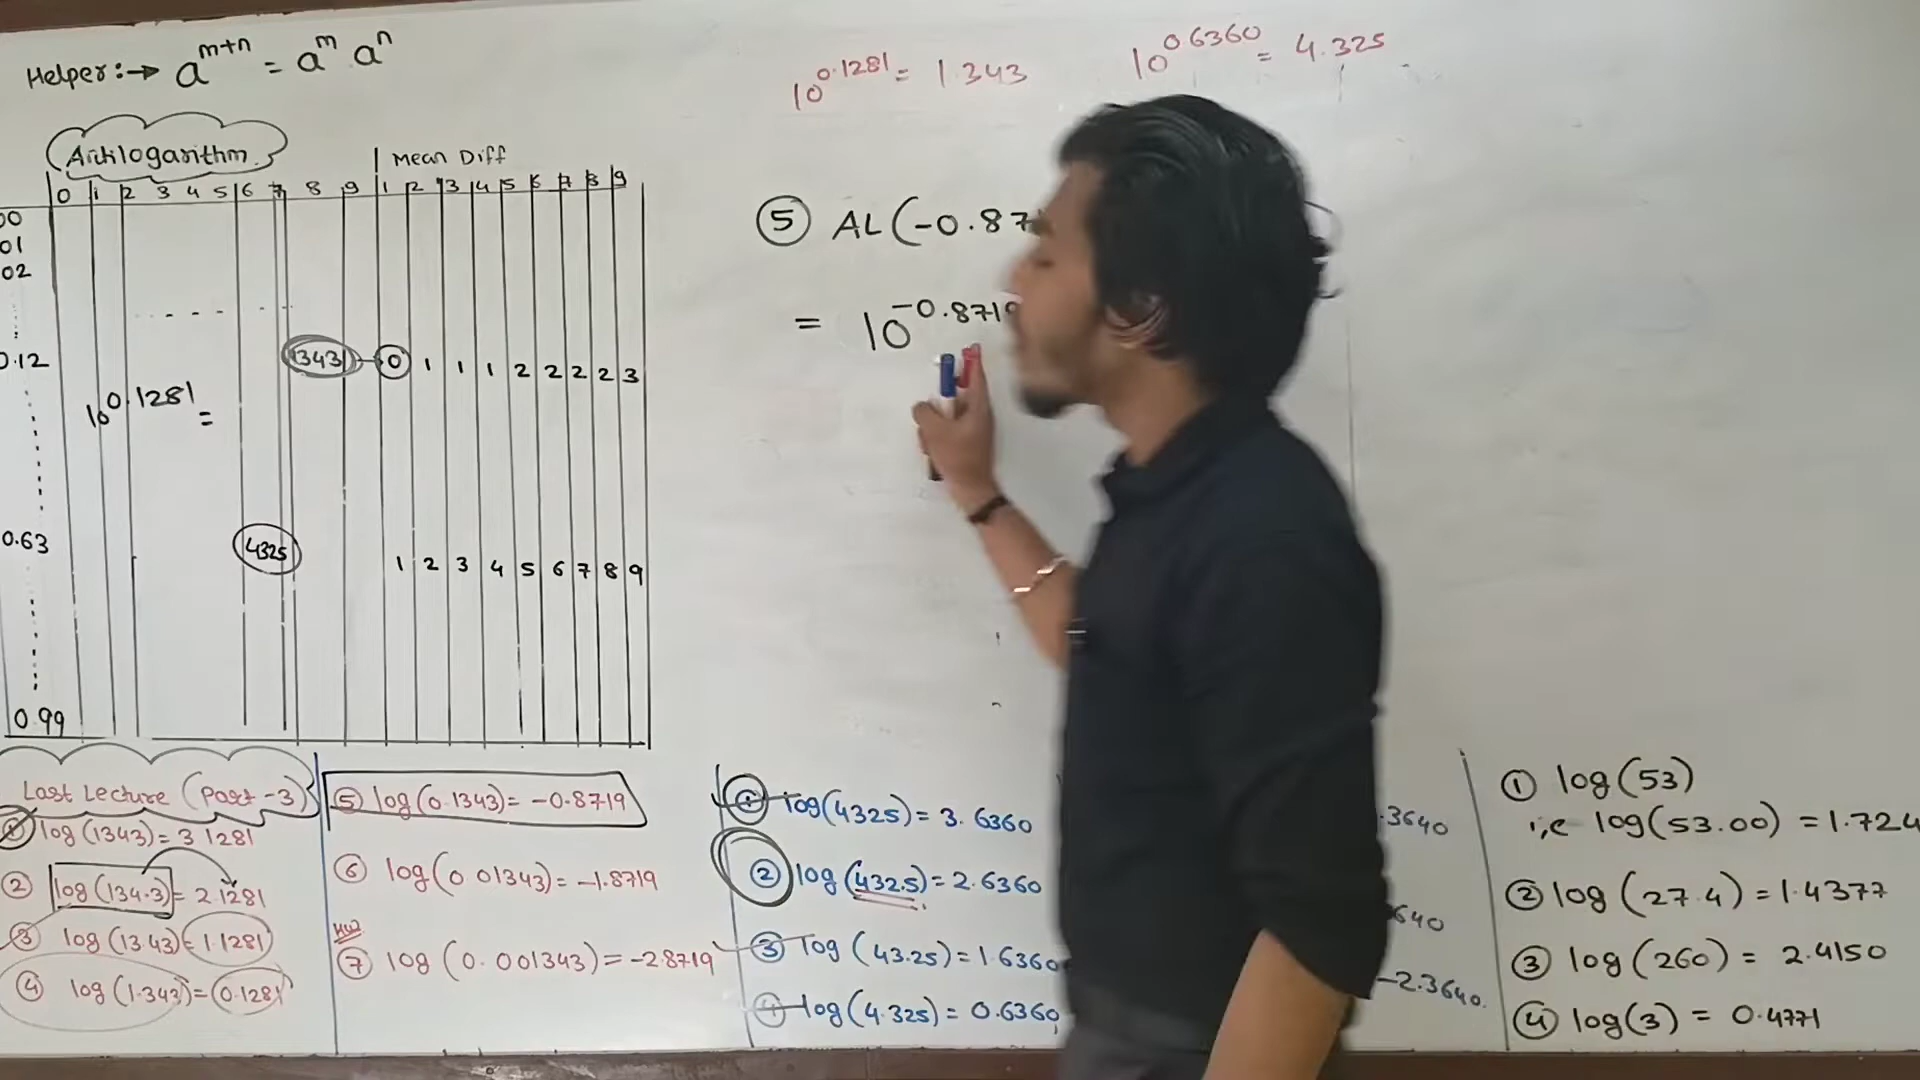 Helper:→ a^m+n = a^m . a^n
Antilogarithm
Mean Diff
0 1 2 3 4 5 6 7 8 9 1 2 3 4 5 6 7 8 9
00
01
02
0.12 1343 0 1 1 1 2 2 2 2 3
10^0.1281 =
0.63 4325 1 2 3 4 5 6 7 8 9
0.99
10^0.1281 = 1.343
10^0.6360 = 4.325
⑤ AL(-0.87
= 10^-0.8719
Last Lecture (Part-3)
① log(1343) = 3.1281
② log(134.3) = 2.1281
③ log(13.43) = 1.1281
④ log(1.343) = 0.1281
⑤ log(0.1343) = -0.8719
⑥ log(0.01343) = -1.8719
HW
⑦ log(0.001343) = -2.8719
① log(4325) = 3.6360
② log(432.5) = 2.6360
③ log(43.25) = 1.6360
④ log(4.325) = 0.6360
.3640
640
-2.3640
① log(53)
i,e log(53.00) = 1.724
② log(27.4) = 1.4377
③ log(260) = 2.4150
④ log(3) = 0.4771